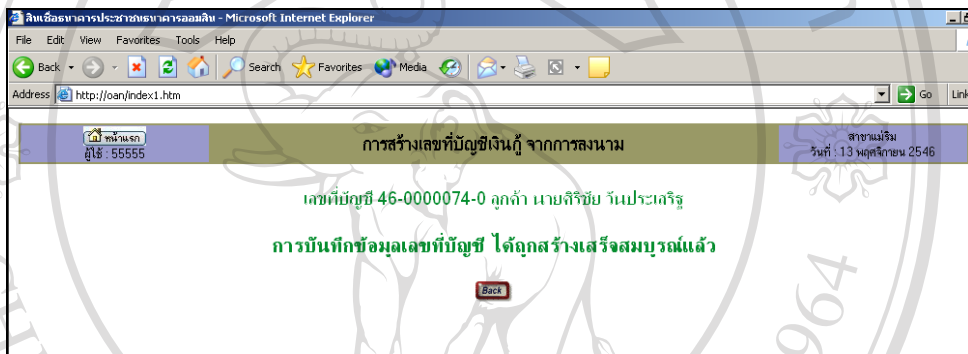 สินเชื่อธนาคารประชาชนธนาคารออมสิน - Microsoft Internet Explorer
File Edit View Favorites Tools Help
Back Search Favorites Media
Address http://oan/index1.htm Go Link
หน้าแรก
ผู้ใช้ : 55555
การสร้างเลขที่บัญชีเงินกู้ จากการลงนาม
สาขาแม่ริม
วันที่ : 13 พฤศจิกายน 2546
เลขที่บัญชี 46-0000074-0 ลูกค้า นายศิริชัย วันประเสริฐ
การบันทึกข้อมูลเลขที่บัญชี ได้ถูกสร้างเสร็จสมบูรณ์แล้ว
Back
1964